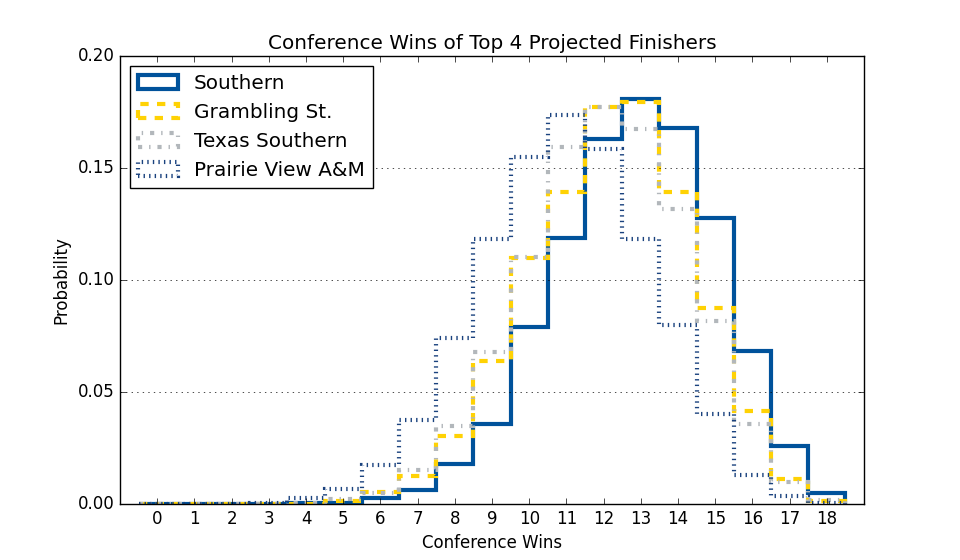 Conference Wins of Top 4 Projected Finishers
0.20
Southern
Grambling St.
Texas Southern
Prairie View A&M
0.15
Probability
0.10
0.05
0.00
0 1 2 3 4 5 6 7 8 9 10 11 12 13 14 15 16 17 18
Conference Wins